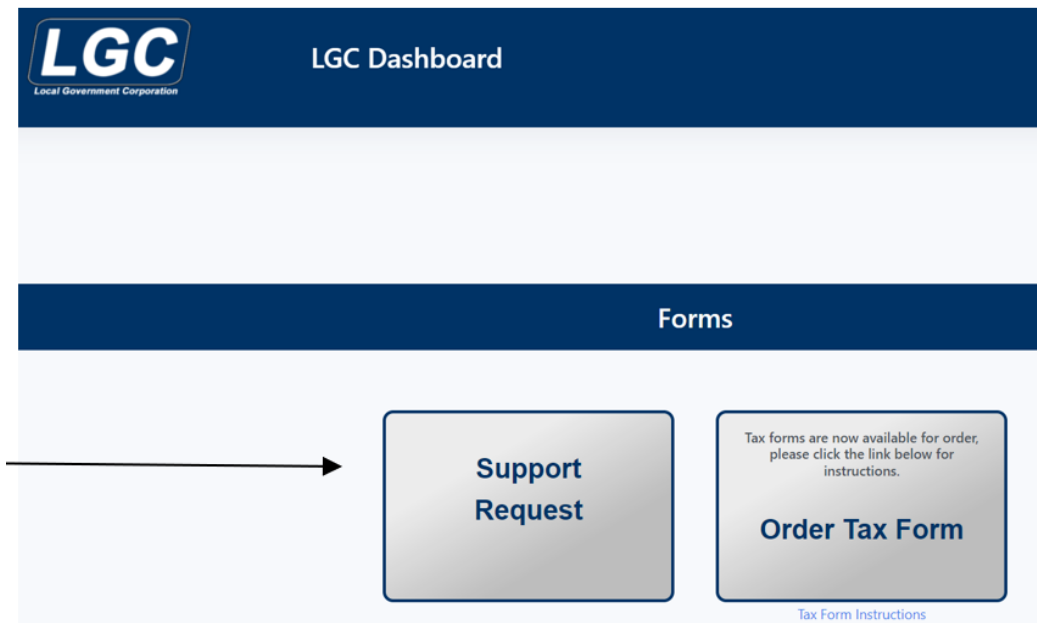 LGC
Local Government Corporation
LGC Dashboard
Forms
Support
Request
Tax forms are now available for order,
please click the link below for
instructions.
Order Tax Form
Tax Form Instructions